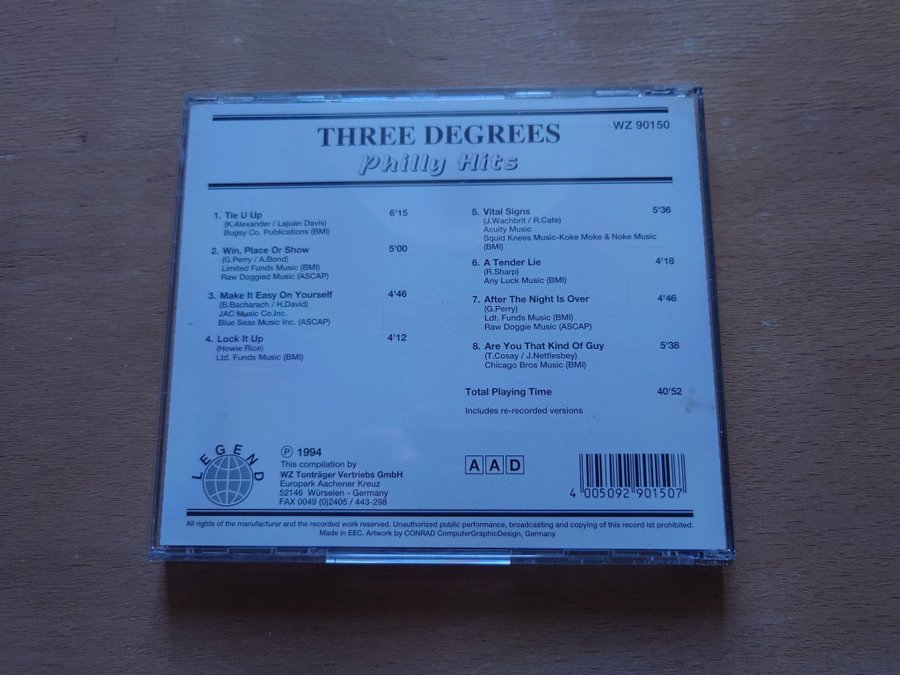 THREE DEGREES
WZ 90150
Philly Hits
1. Tie U Up 6'15
(K.Alexander / Lajuan Davis)
Bugsy Co. Publications (BMI)
2. Win, Place Or Show 5'00
(G.Perry / A.Bond)
Limited Funds Music (BMI)
Raw Doggied Music (ASCAP)
3. Make It Easy On Yourself 4'46
(B.Bacharach / H.David)
JAC Music Co.Inc.
Blue Seas Music Inc. (ASCAP)
4. Lock It Up 4'12
(Howie Rice)
Ltd. Funds Music (BMI)
5. Vital Signs 5'36
(J.Wachbrit / R.Cate)
Acuity Music
Squid Knees Music-Koke Moke & Noke Music
(BMI)
6. A Tender Lie 4'18
(R.Sharp)
Any Luck Music (BMI)
7. After The Night Is Over 4'46
(G.Perry)
Ldt. Funds Music (BMI)
Raw Doggie Music (ASCAP)
8. Are You That Kind Of Guy 5'38
(T.Cosay / J.Nettlesbey)
Chicago Bros Music (BMI)
Total Playing Time 40'52
Includes re-recorded versions
LEGEND
℗ 1994
This compilation by
WZ Tonträger Vertriebs GmbH
Europark Aachener Kreuz
52146 Würselen - Germany
FAX 0049 (0)2405 / 443-298
AAD
4 005092 901507
All rights of the manufacturer and the recorded work reserved. Unauthorized public performance, broadcasting and copying of this record ist prohibited.
Made in EEC. Artwork by CONRAD ComputerGraphicDesign, Germany